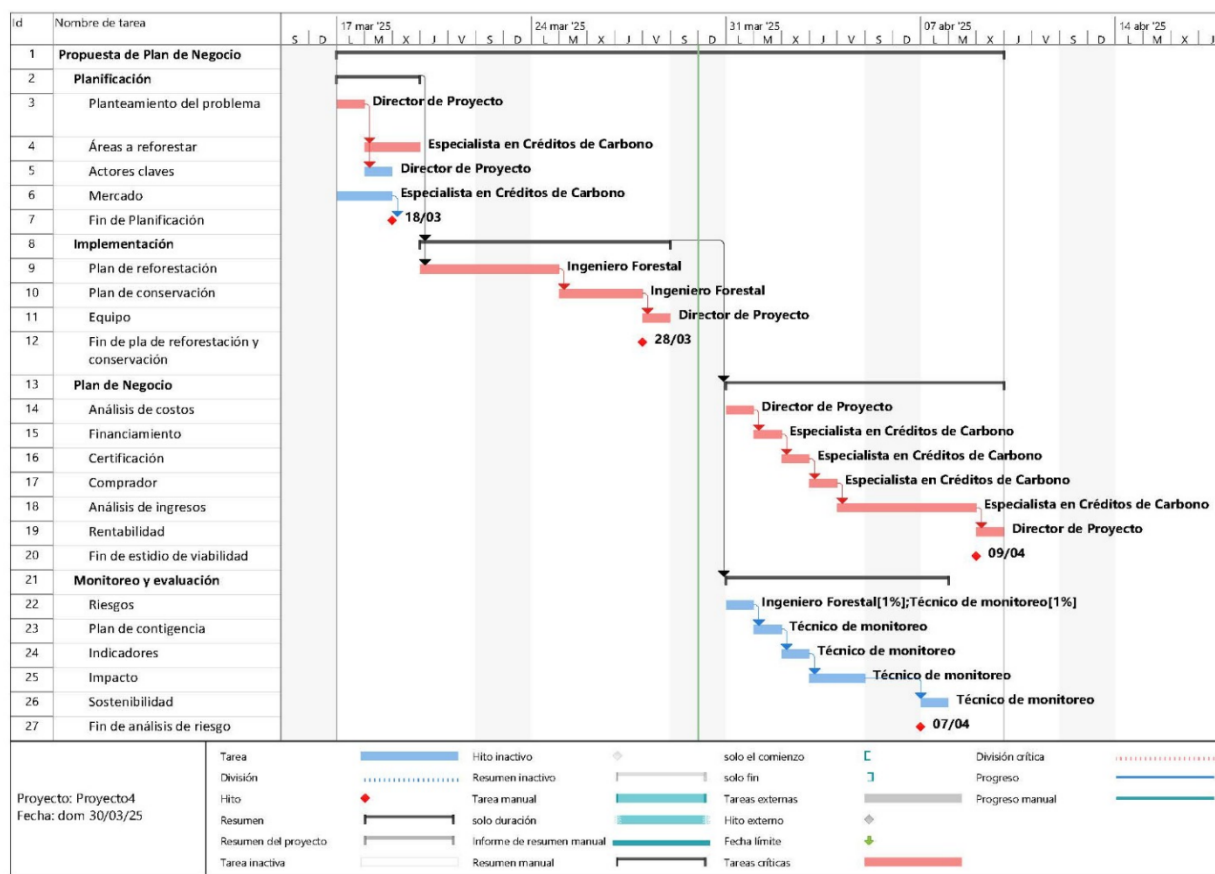 Id Nombre de tarea 17 mar '25 24 mar '25 31 mar '25 07 abr '25 14 abr '25
S D L M X J V S D L M X J V S D L M X J V S D L M X J V S D L M X J
1 Propuesta de Plan de Negocio
2 Planificación
3 Planteamiento del problema Director de Proyecto
4 Áreas a reforestar Especialista en Créditos de Carbono
5 Actores claves Director de Proyecto
6 Mercado Especialista en Créditos de Carbono
7 Fin de Planificación 18/03
8 Implementación
9 Plan de reforestación Ingeniero Forestal
10 Plan de conservación Ingeniero Forestal
11 Equipo Director de Proyecto
12 Fin de pla de reforestación y 28/03
conservación
13 Plan de Negocio
14 Análisis de costos Director de Proyecto
15 Financiamiento Especialista en Créditos de Carbono
16 Certificación Especialista en Créditos de Carbono
17 Comprador Especialista en Créditos de Carbono
18 Análisis de ingresos Especialista en Créditos de Carbono
19 Rentabilidad Director de Proyecto
20 Fin de estidio de viabilidad 09/04
21 Monitoreo y evaluación
22 Riesgos Ingeniero Forestal[1%];Técnico de monitoreo[1%]
23 Plan de contigencia Técnico de monitoreo
24 Indicadores Técnico de monitoreo
25 Impacto Técnico de monitoreo
26 Sostenibilidad Técnico de monitoreo
27 Fin de análisis de riesgo 07/04
Proyecto: Proyecto4
Fecha: dom 30/03/25
Tarea Hito inactivo solo el comienzo División crítica
División Resumen inactivo solo fin Progreso
Hito Tarea manual Tareas externas Progreso manual
Resumen solo duración Hito externo
Resumen del proyecto Informe de resumen manual Fecha límite
Tarea inactiva Resumen manual Tareas críticas